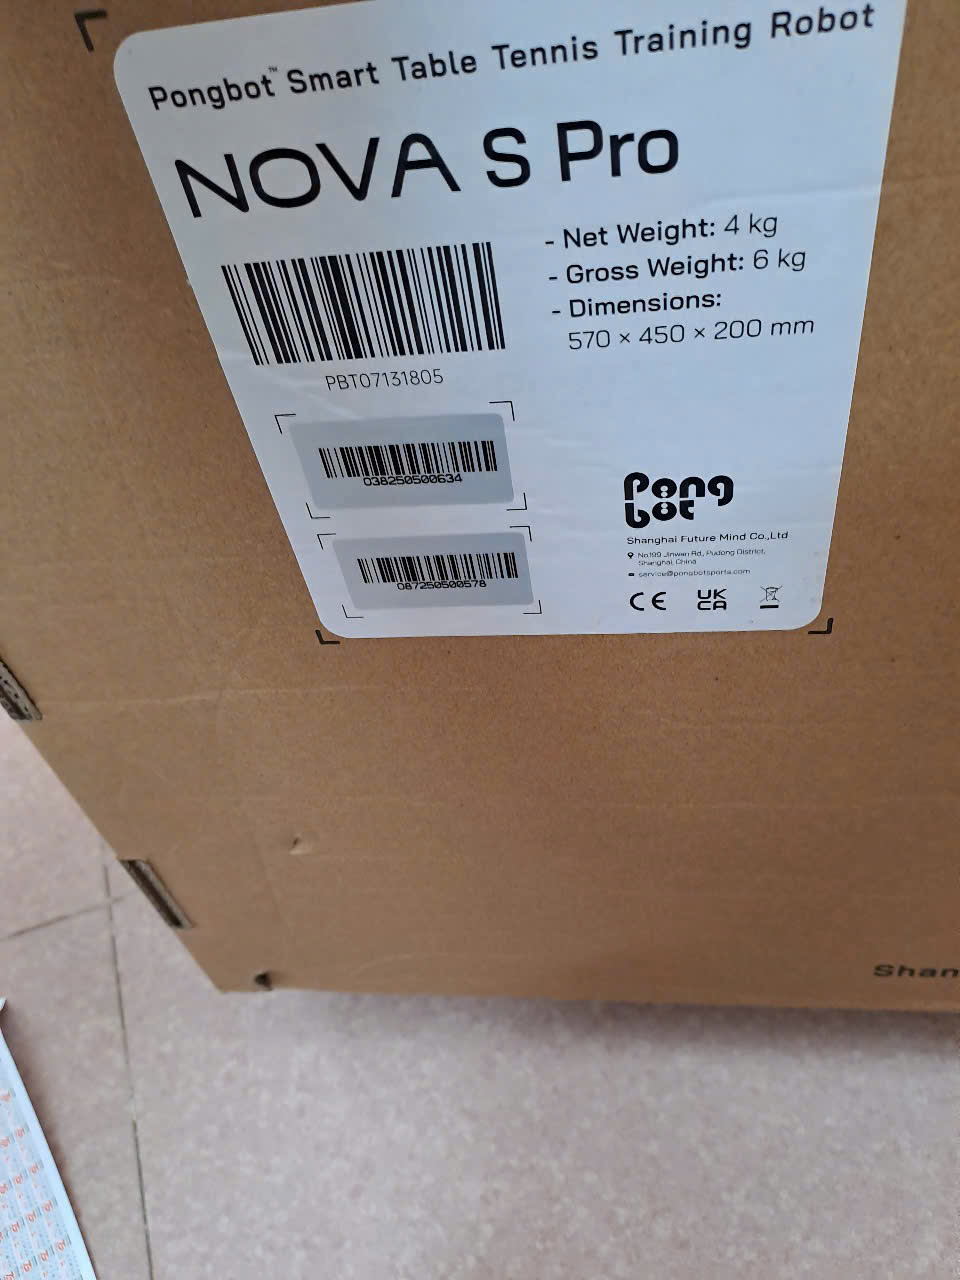 Pongbot™ Smart Table Tennis Training Robot
NOVA S Pro
- Net Weight: 4 kg
- Gross Weight: 6 kg
- Dimensions:
570 × 450 × 200 mm
PBT07131805
038250500634
087250500578
Pong
bot
Shanghai Future Mind Co.,Ltd
No.199 Jinwan Rd, Pudong District,
Shanghai, China
service@pongbotsports.com
CE
UK
CA
Shan